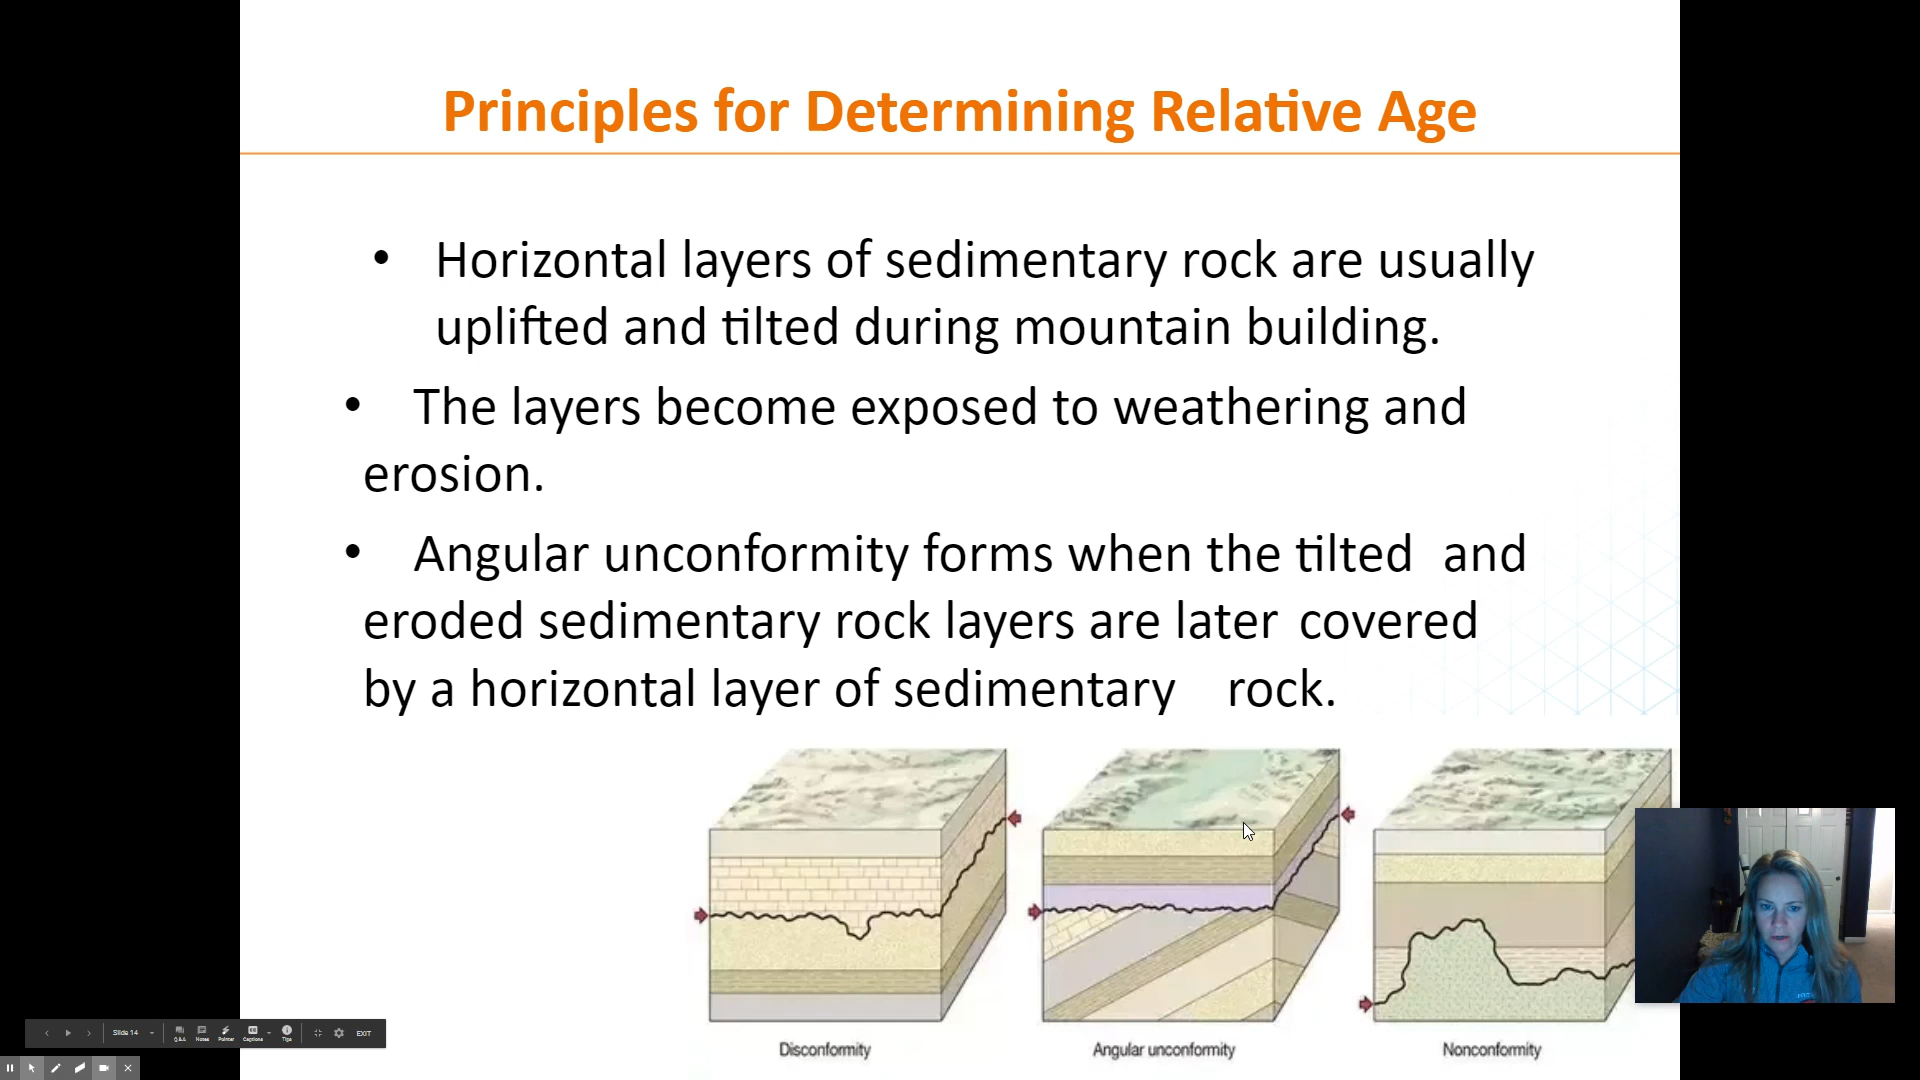 Principles for Determining Relative Age
• Horizontal layers of sedimentary rock are usually
uplifted and tilted during mountain building.
• The layers become exposed to weathering and
erosion.
• Angular unconformity forms when the tilted and
eroded sedimentary rock layers are later covered
by a horizontal layer of sedimentary rock.
Disconformity
Angular unconformity
Nonconformity
Slide 14
Q&A
Notes
Pointer
Captions
Tips
EXIT